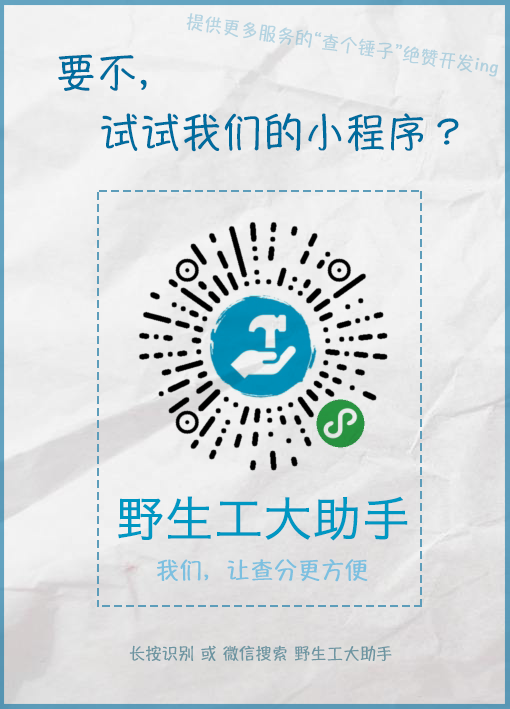 提供更多服务的“查个锤子”绝赞开发ing
要不,
试试我们的小程序?
野生工大助手
我们, 让查分更方便
长按识别 或 微信搜索 野生工大助手